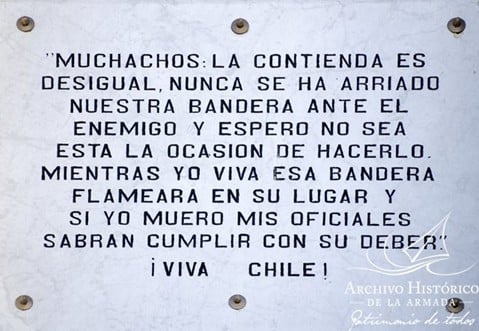 "MUCHACHOS: LA CONTIENDA ES
DESIGUAL, NUNCA SE HA ARRIADO
NUESTRA BANDERA ANTE EL
ENEMIGO Y ESPERO NO SEA
ESTA LA OCASION DE HACERLO.
MIENTRAS YO VIVA ESA BANDERA
FLAMEARA EN SU LUGAR Y
SI YO MUERO MIS OFICIALES
SABRAN CUMPLIR CON SU DEBER".
¡VIVA CHILE!
ARCHIVO HISTÓRICO
DE LA ARMADA
Patrimonio de todos